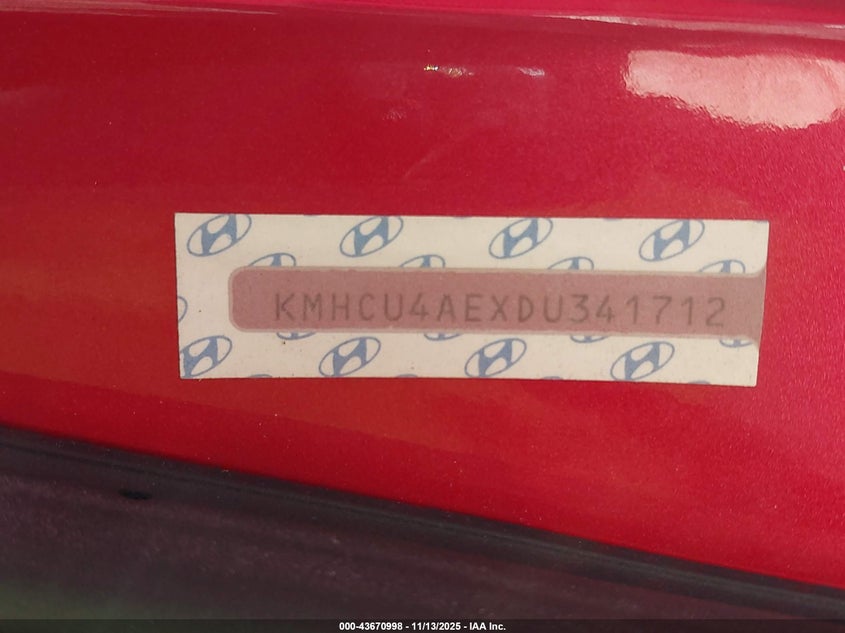 KMHCU4AEXDU341712
000-43670998 - 11/13/2025 - IAA Inc.